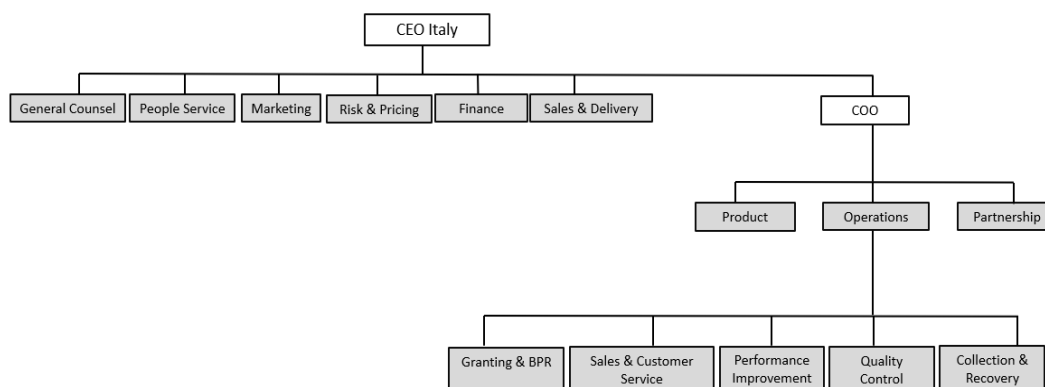 CEO Italy
General Counsel
People Service
Marketing
Risk & Pricing
Finance
Sales & Delivery
COO
Product
Operations
Partnership
Granting & BPR
Sales & Customer
Service
Performance
Improvement
Quality
Control
Collection &
Recovery